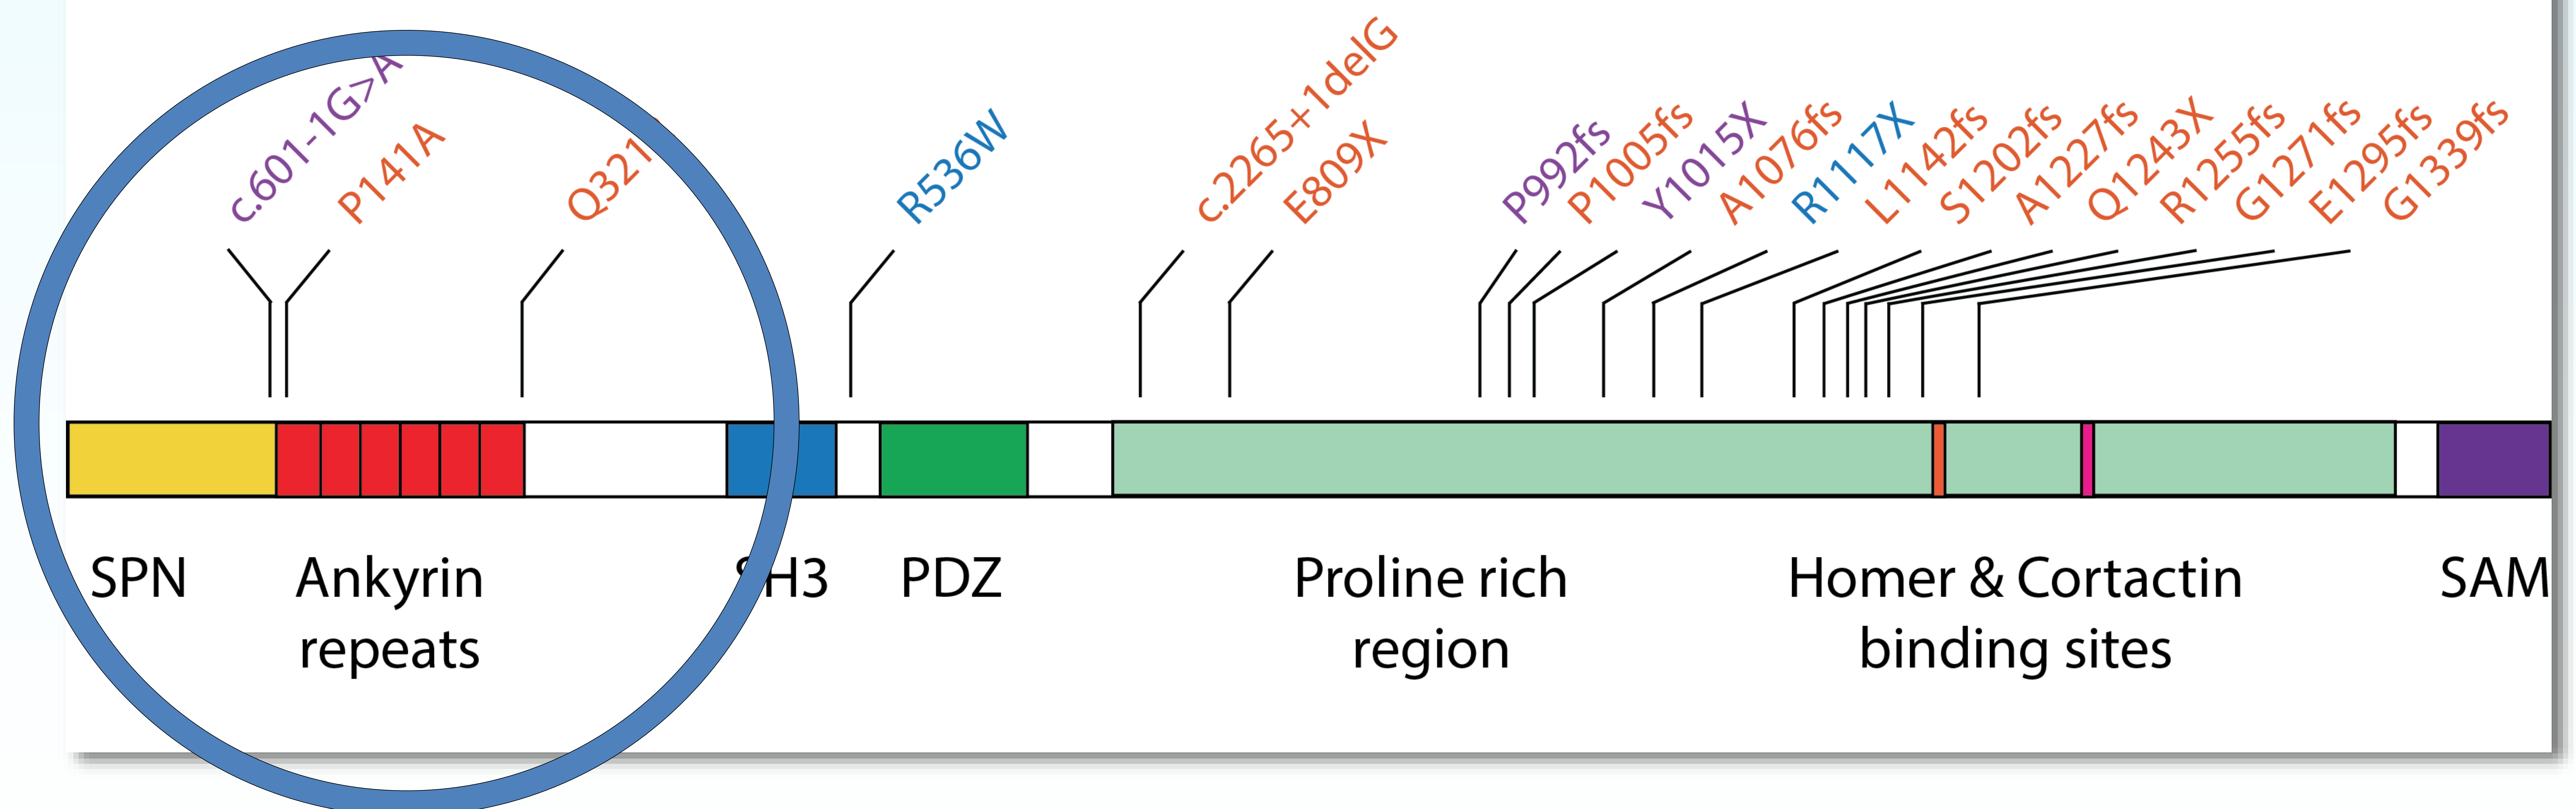 c.601-1G>A
P141A
Q321
R536W
c.2265+1delG
E809X
P992fs
P1005fs
Y1015X
A1076fs
R1117X
L1142fs
S1202fs
A1227fs
Q1243X
R1255fs
G1271fs
E1295fs
G1339fs
SPN
Ankyrin
repeats
SH3
PDZ
Proline rich
region
Homer & Cortactin
binding sites
SAM